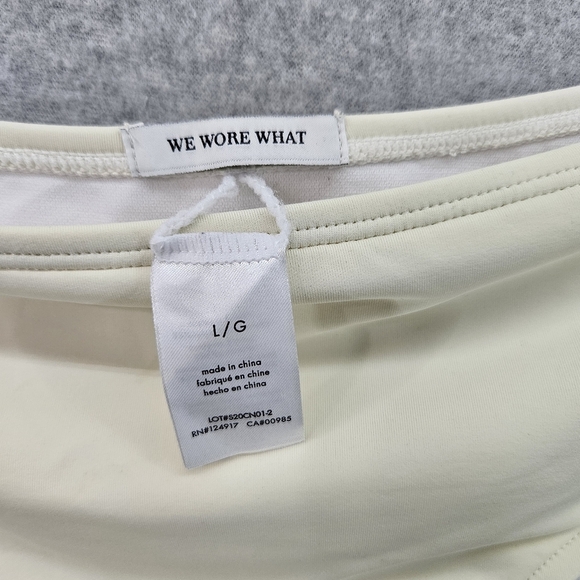 WE WORE WHAT
L/G
made in china
fabriqué en chine
hecho en china
LOT#S20CN01-2
RN#124917 CA#00985